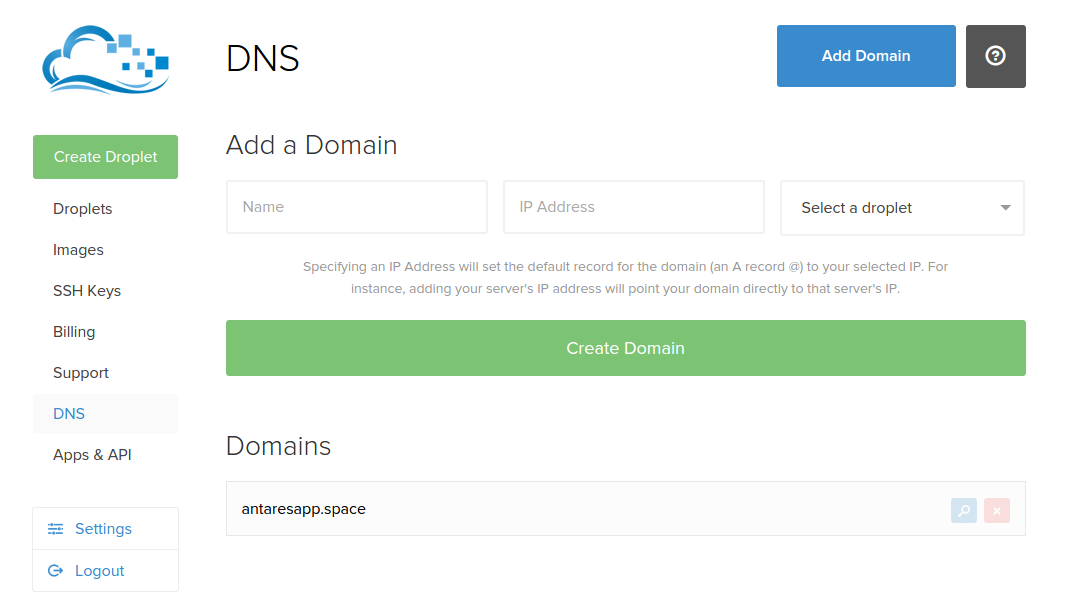 DNS
Add Domain
Create Droplet
Droplets
Images
SSH Keys
Billing
Support
DNS
Apps & API
Settings
Logout
Add a Domain
Name
IP Address
Select a droplet
Specifying an IP Address will set the default record for the domain (an A record @) to your selected IP. For
instance, adding your server's IP address will point your domain directly to that server's IP.
Create Domain
Domains
antaresapp.space